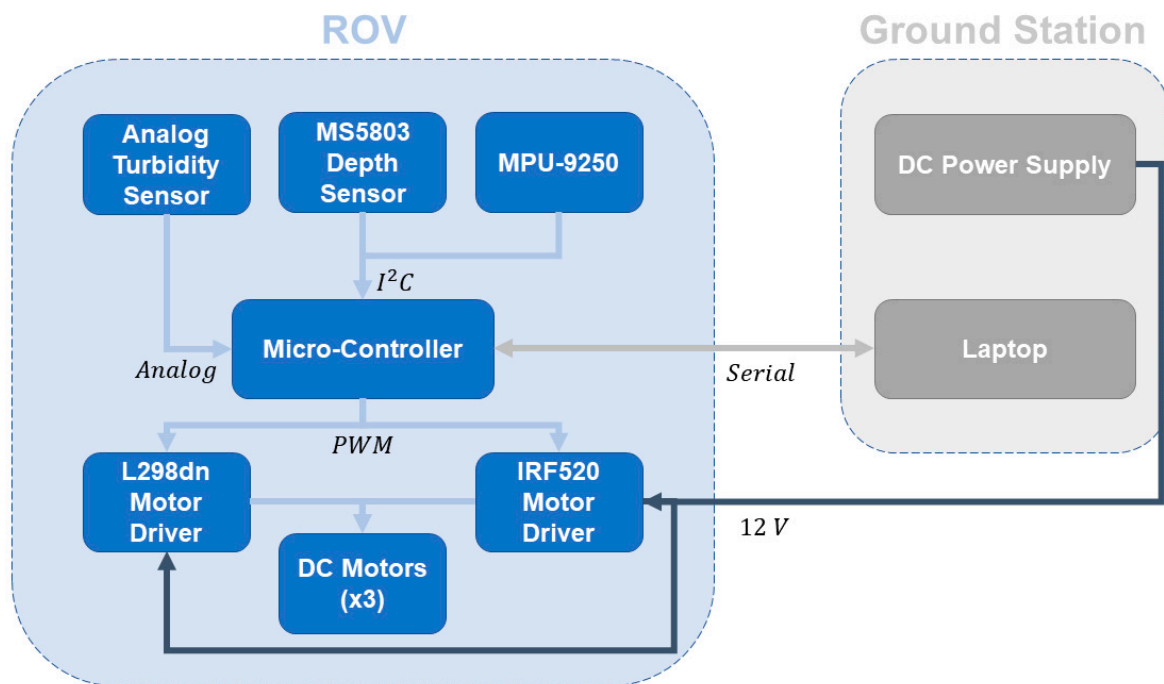 ROV
Ground Station
Analog
Turbidity
Sensor
MS5803
Depth
Sensor
MPU-9250
DC Power Supply
I²C
Micro-Controller
Laptop
Analog
Serial
PWM
L298dn
Motor
Driver
IRF520
Motor
Driver
12 V
DC Motors
(x3)